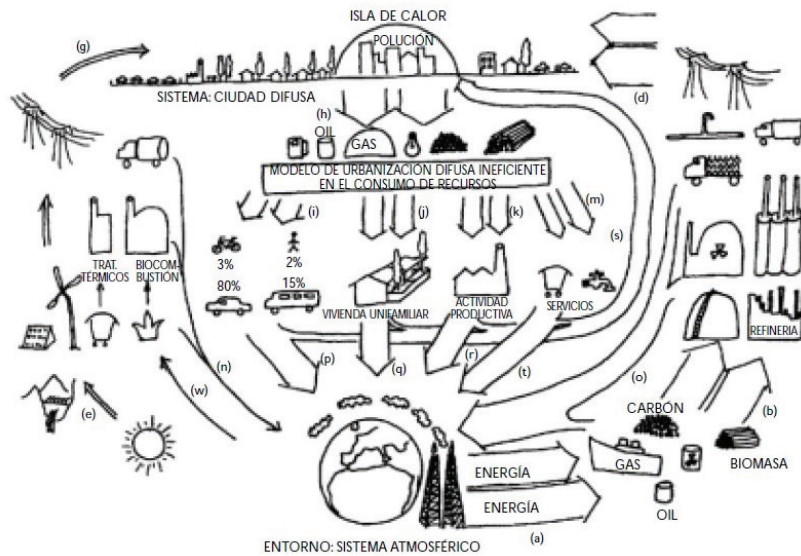 ISLA DE CALOR
POLUCIÓN
(g)
(d)
SISTEMA: CIUDAD DIFUSA
(h)
OIL
GAS
MODELO DE URBANIZACIÓN DIFUSA INEFICIENTE
EN EL CONSUMO DE RECURSOS
(i)
(j)
(k)
(m)
(s)
3%
2%
80%
15%
TRAT.
TÉRMICOS
BIOCOM-
BUSTIÓN
VIVIENDA UNIFAMILIAR
ACTIVIDAD
PRODUCTIVA
SERVICIOS
REFINERIA
(n)
(p)
(q)
(r)
(t)
(o)
(w)
(e)
(b)
CARBÓN
GAS
BIOMASA
OIL
ENERGÍA
ENERGÍA
(a)
ENTORNO: SISTEMA ATMOSFÉRICO